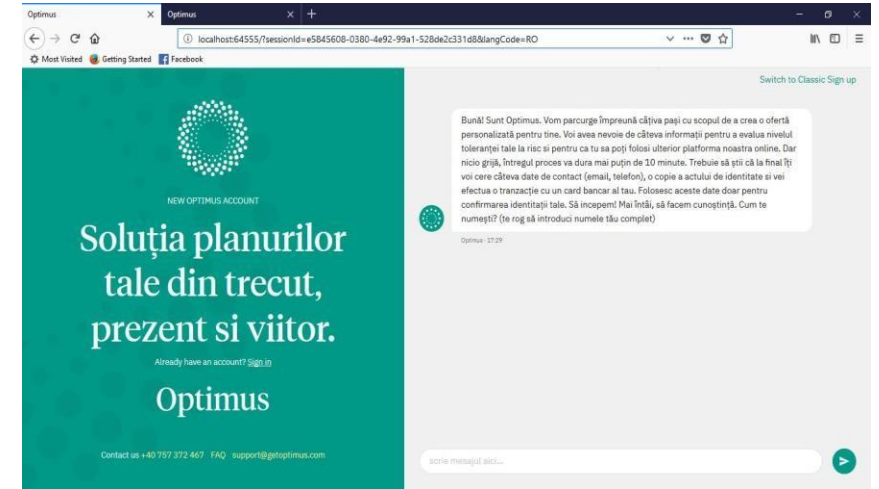 Optimus
Optimus
localhost:64555/?sessionId=e5845608-0380-4e92-99a1-528de2c331d8&langCode=RO
Most Visited Getting Started Facebook
Switch to Classic Sign up
NEW OPTIMUS ACCOUNT
Soluția planurilor
tale din trecut,
prezent si viitor.
Already have an account? Sign in
Optimus
Contact us +40 757 372 467 FAQ support@getoptimus.com
Bună! Sunt Optimus. Vom parcurge împreună câțiva pași cu scopul de a crea o ofertă
personalizată pentru tine. Voi avea nevoie de câteva informații pentru a evalua nivelul
toleranței tale la risc si pentru ca tu sa poți folosi ulterior platforma noastra online. Dar
nicio grijă, întregul proces va dura mai puțin de 10 minute. Trebuie să știi că la final îți
voi cere câteva date de contact (email, telefon), o copie a actului de identitate si vei
efectua o tranzacție cu un card bancar al tau. Folosesc aceste date doar pentru
confirmarea identitații tale. Să incepem! Mai întâi, să facem cunoștință. Cum te
numești? (te rog să introduci numele tău complet)
Optimus - 17:29
scrie mesajul aici...